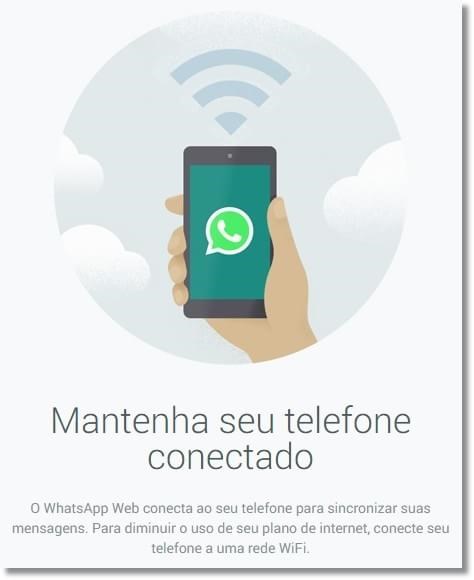 Mantenha seu telefone
conectado
O WhatsApp Web conecta ao seu telefone para sincronizar suas
mensagens. Para diminuir o uso de seu plano de internet, conecte seu
telefone a uma rede WiFi.